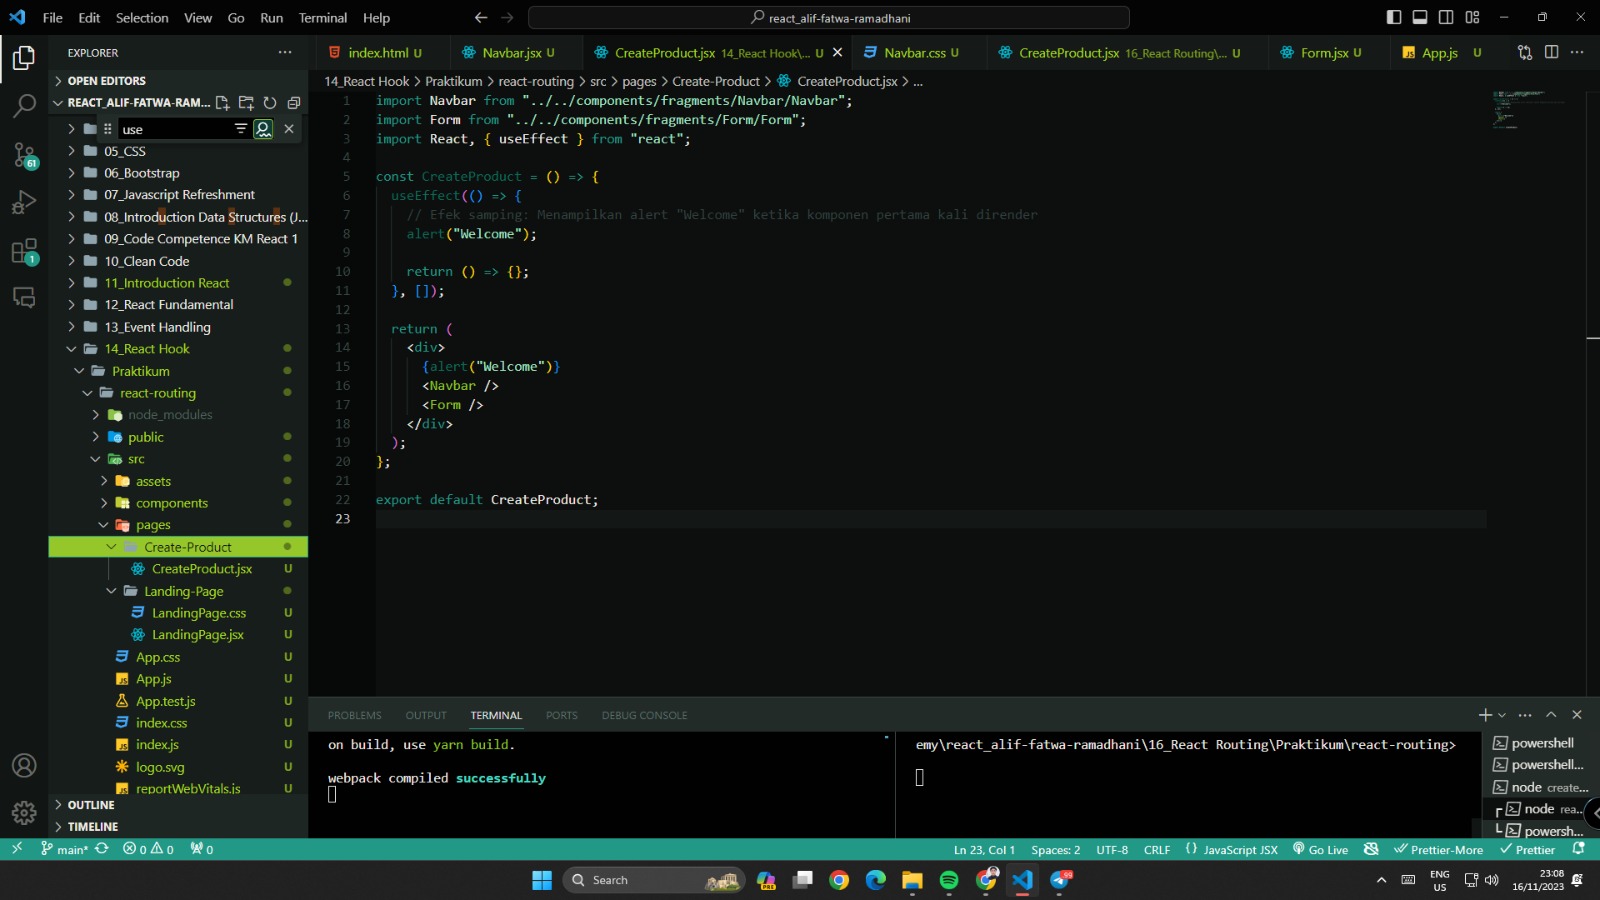 File Edit Selection View Go Run Terminal Help
react_alif-fatwa-ramadhani
EXPLORER
OPEN EDITORS
REACT_ALIF-FATWA-RAM...
use
05_CSS
06_Bootstrap
07_Javascript Refreshment
08_Introduction Data Structures (J...
09_Code Competence KM React 1
10_Clean Code
11_Introduction React
12_React Fundamental
13_Event Handling
14_React Hook
Praktikum
react-routing
node_modules
public
src
assets
components
pages
Create-Product
CreateProduct.jsx U
Landing-Page
LandingPage.css U
LandingPage.jsx U
App.css U
App.js U
App.test.js U
index.css U
index.js U
logo.svg U
reportWebVitals.js U
OUTLINE
TIMELINE
index.html U
Navbar.jsx U
CreateProduct.jsx 14_React Hook\... U
Navbar.css U
CreateProduct.jsx 16_React Routing\... U
Form.jsx U
App.js U
14_React Hook > Praktikum > react-routing > src > pages > Create-Product > CreateProduct.jsx > ...
1 import Navbar from "../../components/fragments/Navbar/Navbar";
2 import Form from "../../components/fragments/Form/Form";
3 import React, { useEffect } from "react";
4
5 const CreateProduct = () => {
6 useEffect(() => {
7 // Efek samping: Menampilkan alert "Welcome" ketika komponen pertama kali dirender
8 alert("Welcome");
9
10 return () => {};
11 }, []);
12
13 return (
14 <div>
15 {alert("Welcome")}
16 <Navbar />
17 <Form />
18 </div>
19 );
20 };
21
22 export default CreateProduct;
23
PROBLEMS OUTPUT TERMINAL PORTS DEBUG CONSOLE
on build, use yarn build.
webpack compiled successfully
emy\react_alif-fatwa-ramadhani\16_React Routing\Praktikum\react-routing>
powershell
powershell...
node create...
node rea...
powersh...
61
1
main* 0 0 0
Ln 23, Col 1 Spaces: 2 UTF-8 CRLF {} JavaScript JSX Go Live Prettier-More Prettier
Search
PRE
99
ENG
US
23:08
16/11/2023